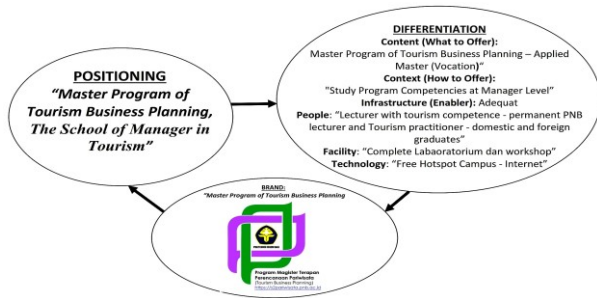 POSITIONING
"Master Program of
Tourism Business Planning,
The School of Manager in
Tourism"
DIFFERENTIATION
Content (What to Offer):
Master Program of Tourism Business Planning – Applied
Master (Vocation)"
Context (How to Offer):
"Study Program Competencies at Manager Level"
Infrastructure (Enabler): Adequat
People: "Lecturer with tourism competence - permanent PNB
lecturer and Tourism practitioner - domestic and foreign
graduates"
Facility: "Complete Labaoratorium dan workshop"
Technology: "Free Hotspot Campus - Internet"
BRAND:
"Master Program of Tourism Business Planning
Program Magister Terapan
Perencanaan Pariwisata
(Tourism Business Planning)